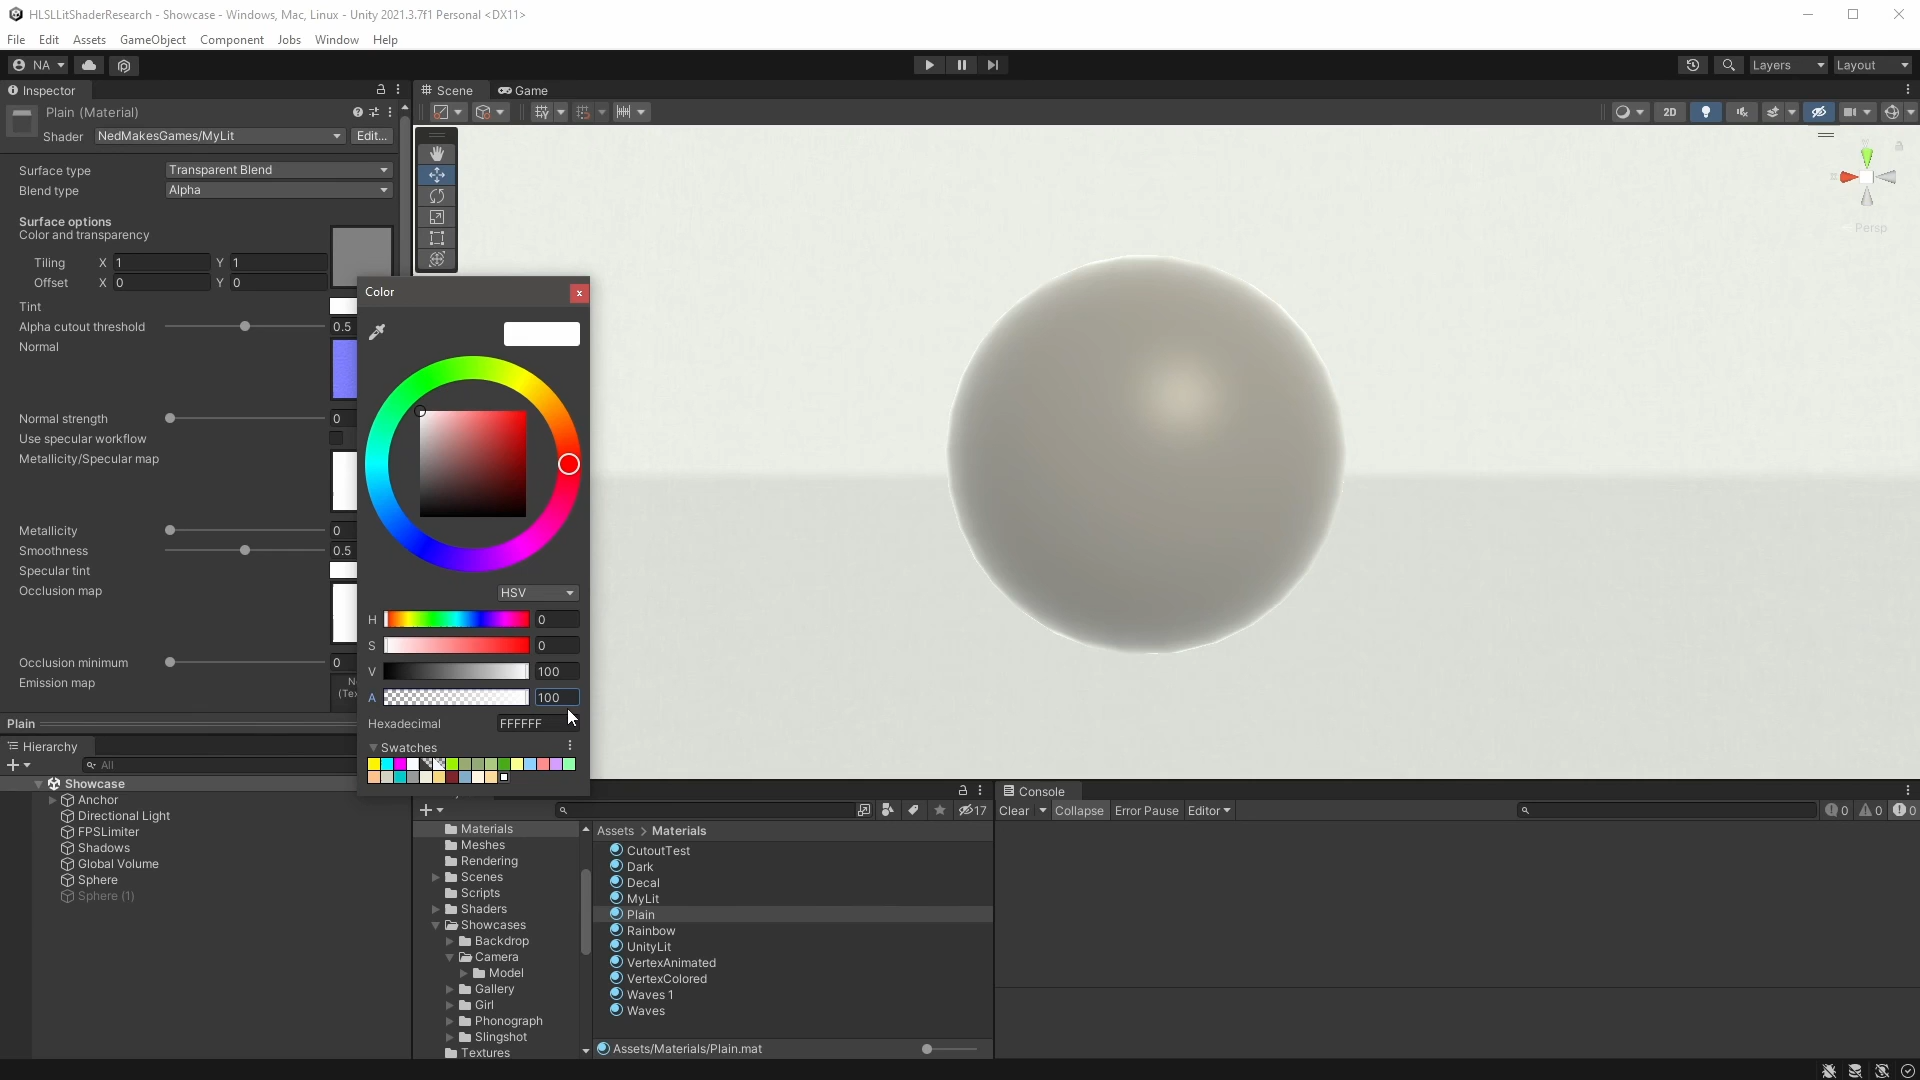 HLSLLitShaderResearch - Showcase - Windows, Mac, Linux - Unity 2021.3.7f1 Personal <DX11>
File Edit Assets GameObject Component Jobs Window Help
NA
Layers Layout
Inspector
Scene Game
Plain (Material)
Shader NedMakesGames/MyLit Edit...
2D
Surface type Transparent Blend
Blend type Alpha
Surface options
Color and transparency
Tiling X 1 Y 1
Offset X 0 Y 0
Tint
Alpha cutout threshold 0.5
Normal
Normal strength 0
Use specular workflow
Metallicity/Specular map
Metallicity 0
Smoothness 0.5
Specular tint
Occlusion map
Occlusion minimum 0
Emission map
Plain
Persp
Color
HSV
H 0
S 0
V 100
A 100
Hexadecimal FFFFFF
Swatches
Hierarchy
All
Showcase
Anchor
Directional Light
FPSLimiter
Shadows
Global Volume
Sphere
Sphere (1)
17
Materials
Meshes
Rendering
Scenes
Scripts
Shaders
Showcases
Backdrop
Camera
Model
Gallery
Girl
Phonograph
Slingshot
Textures
Assets > Materials
CutoutTest
Dark
Decal
MyLit
Plain
Rainbow
UnityLit
VertexAnimated
VertexColored
Waves 1
Waves
Assets/Materials/Plain.mat
Console
Clear Collapse Error Pause Editor
0 0 0